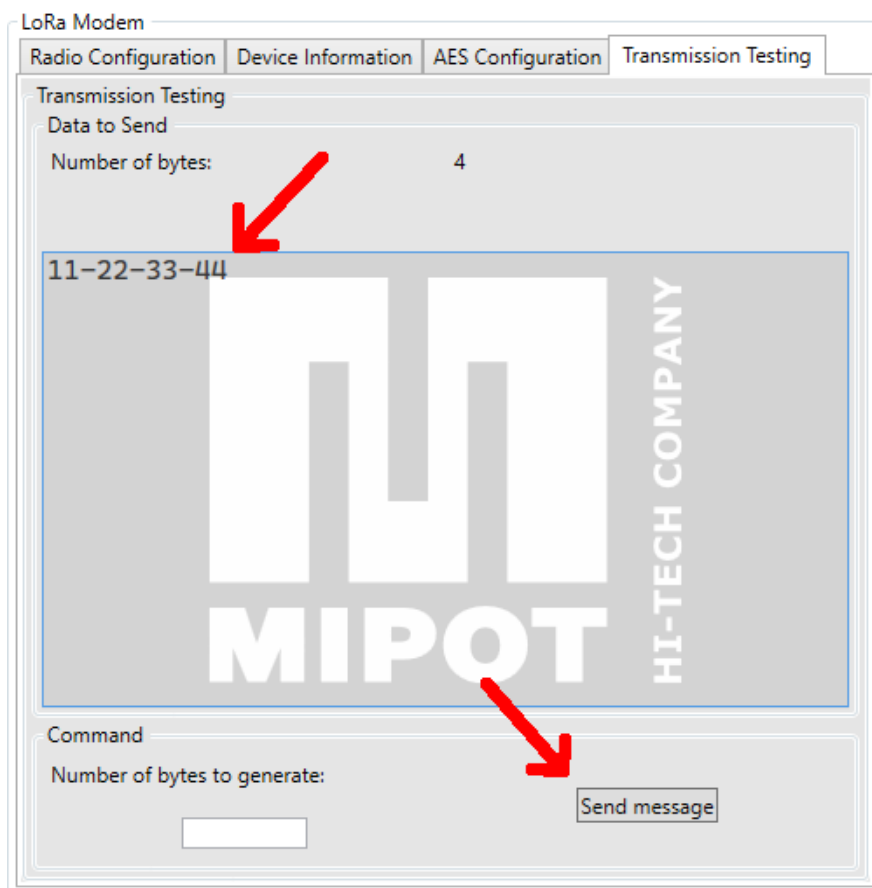 LoRa Modem
Radio Configuration Device Information AES Configuration Transmission Testing
Transmission Testing
Data to Send
Number of bytes: 4
11-22-33-44
MIPOT
HI-TECH COMPANY
Command
Number of bytes to generate:
Send message